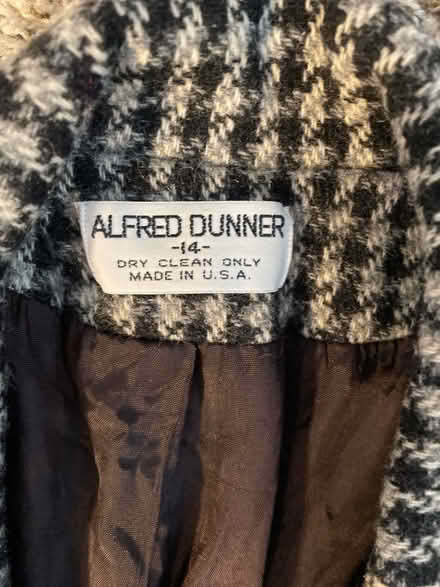 ALFRED DUNNER
-14-
DRY CLEAN ONLY
MADE IN U.S.A.